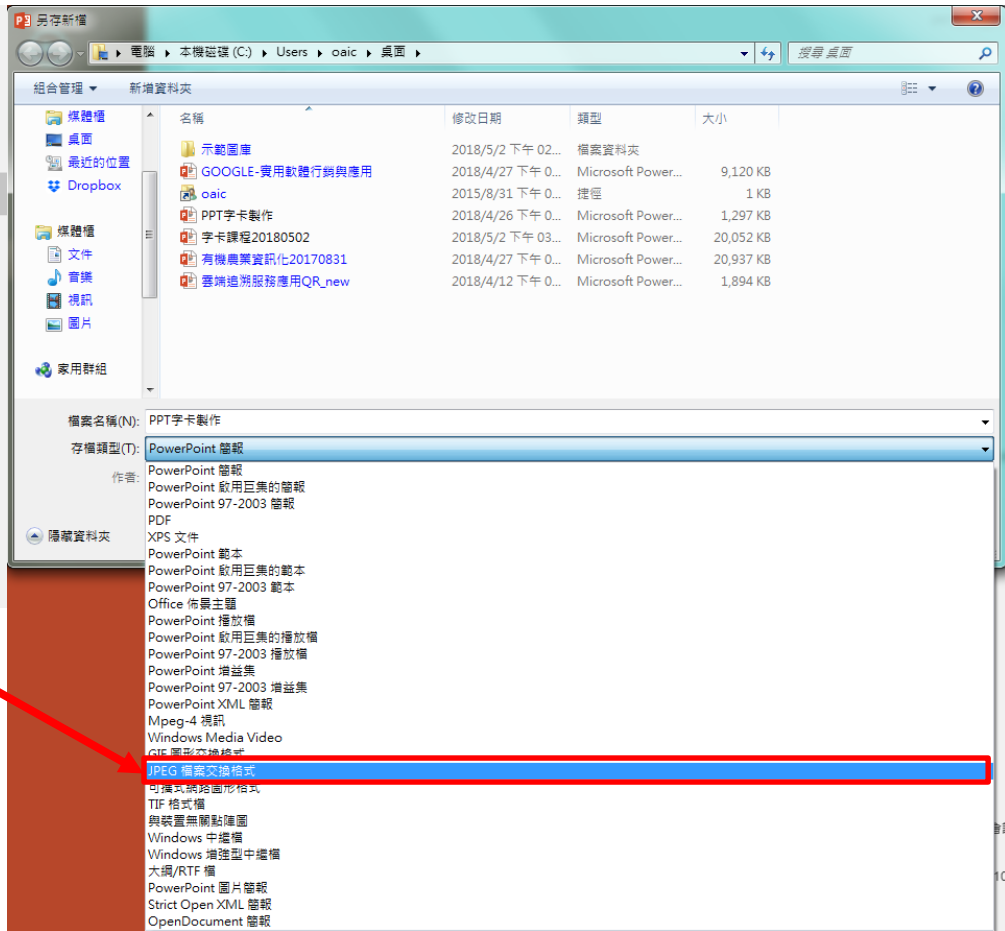 另存新檔
電腦 ▸ 本機磁碟 (C:) ▸ Users ▸ oaic ▸ 桌面 ▸ 搜尋 桌面
組合管理 ▼ 新增資料夾
媒體櫃
桌面
最近的位置
Dropbox
媒體櫃
文件
音樂
視訊
圖片
家用群組
名稱 修改日期 類型 大小
示範圖庫 2018/5/2 下午 02... 檔案資料夾
GOOGLE-實用軟體行銷與應用 2018/4/27 下午 0... Microsoft Power... 9,120 KB
oaic 2015/8/31 下午 0... 捷徑 1 KB
PPT字卡製作 2018/4/26 下午 0... Microsoft Power... 1,297 KB
字卡課程20180502 2018/5/2 下午 03... Microsoft Power... 20,052 KB
有機農業資訊化20170831 2018/4/27 下午 0... Microsoft Power... 20,937 KB
雲端追溯服務應用QR_new 2018/4/12 下午 0... Microsoft Power... 1,894 KB
檔案名稱(N): PPT字卡製作
存檔類型(T): PowerPoint 簡報
作者:
隱藏資料夾
PowerPoint 簡報
PowerPoint 啟用巨集的簡報
PowerPoint 97-2003 簡報
PDF
XPS 文件
PowerPoint 範本
PowerPoint 啟用巨集的範本
PowerPoint 97-2003 範本
Office 佈景主題
PowerPoint 播放檔
PowerPoint 啟用巨集的播放檔
PowerPoint 97-2003 播放檔
PowerPoint 增益集
PowerPoint 97-2003 增益集
PowerPoint XML 簡報
Mpeg-4 視訊
Windows Media Video
GIF 圖形交換格式
JPEG 檔案交換格式
可攜式網路圖形格式
TIF 格式檔
與裝置無關點陣圖
Windows 中繼檔
Windows 增強型中繼檔
大綱/RTF 檔
PowerPoint 圖片簡報
Strict Open XML 簡報
OpenDocument 簡報